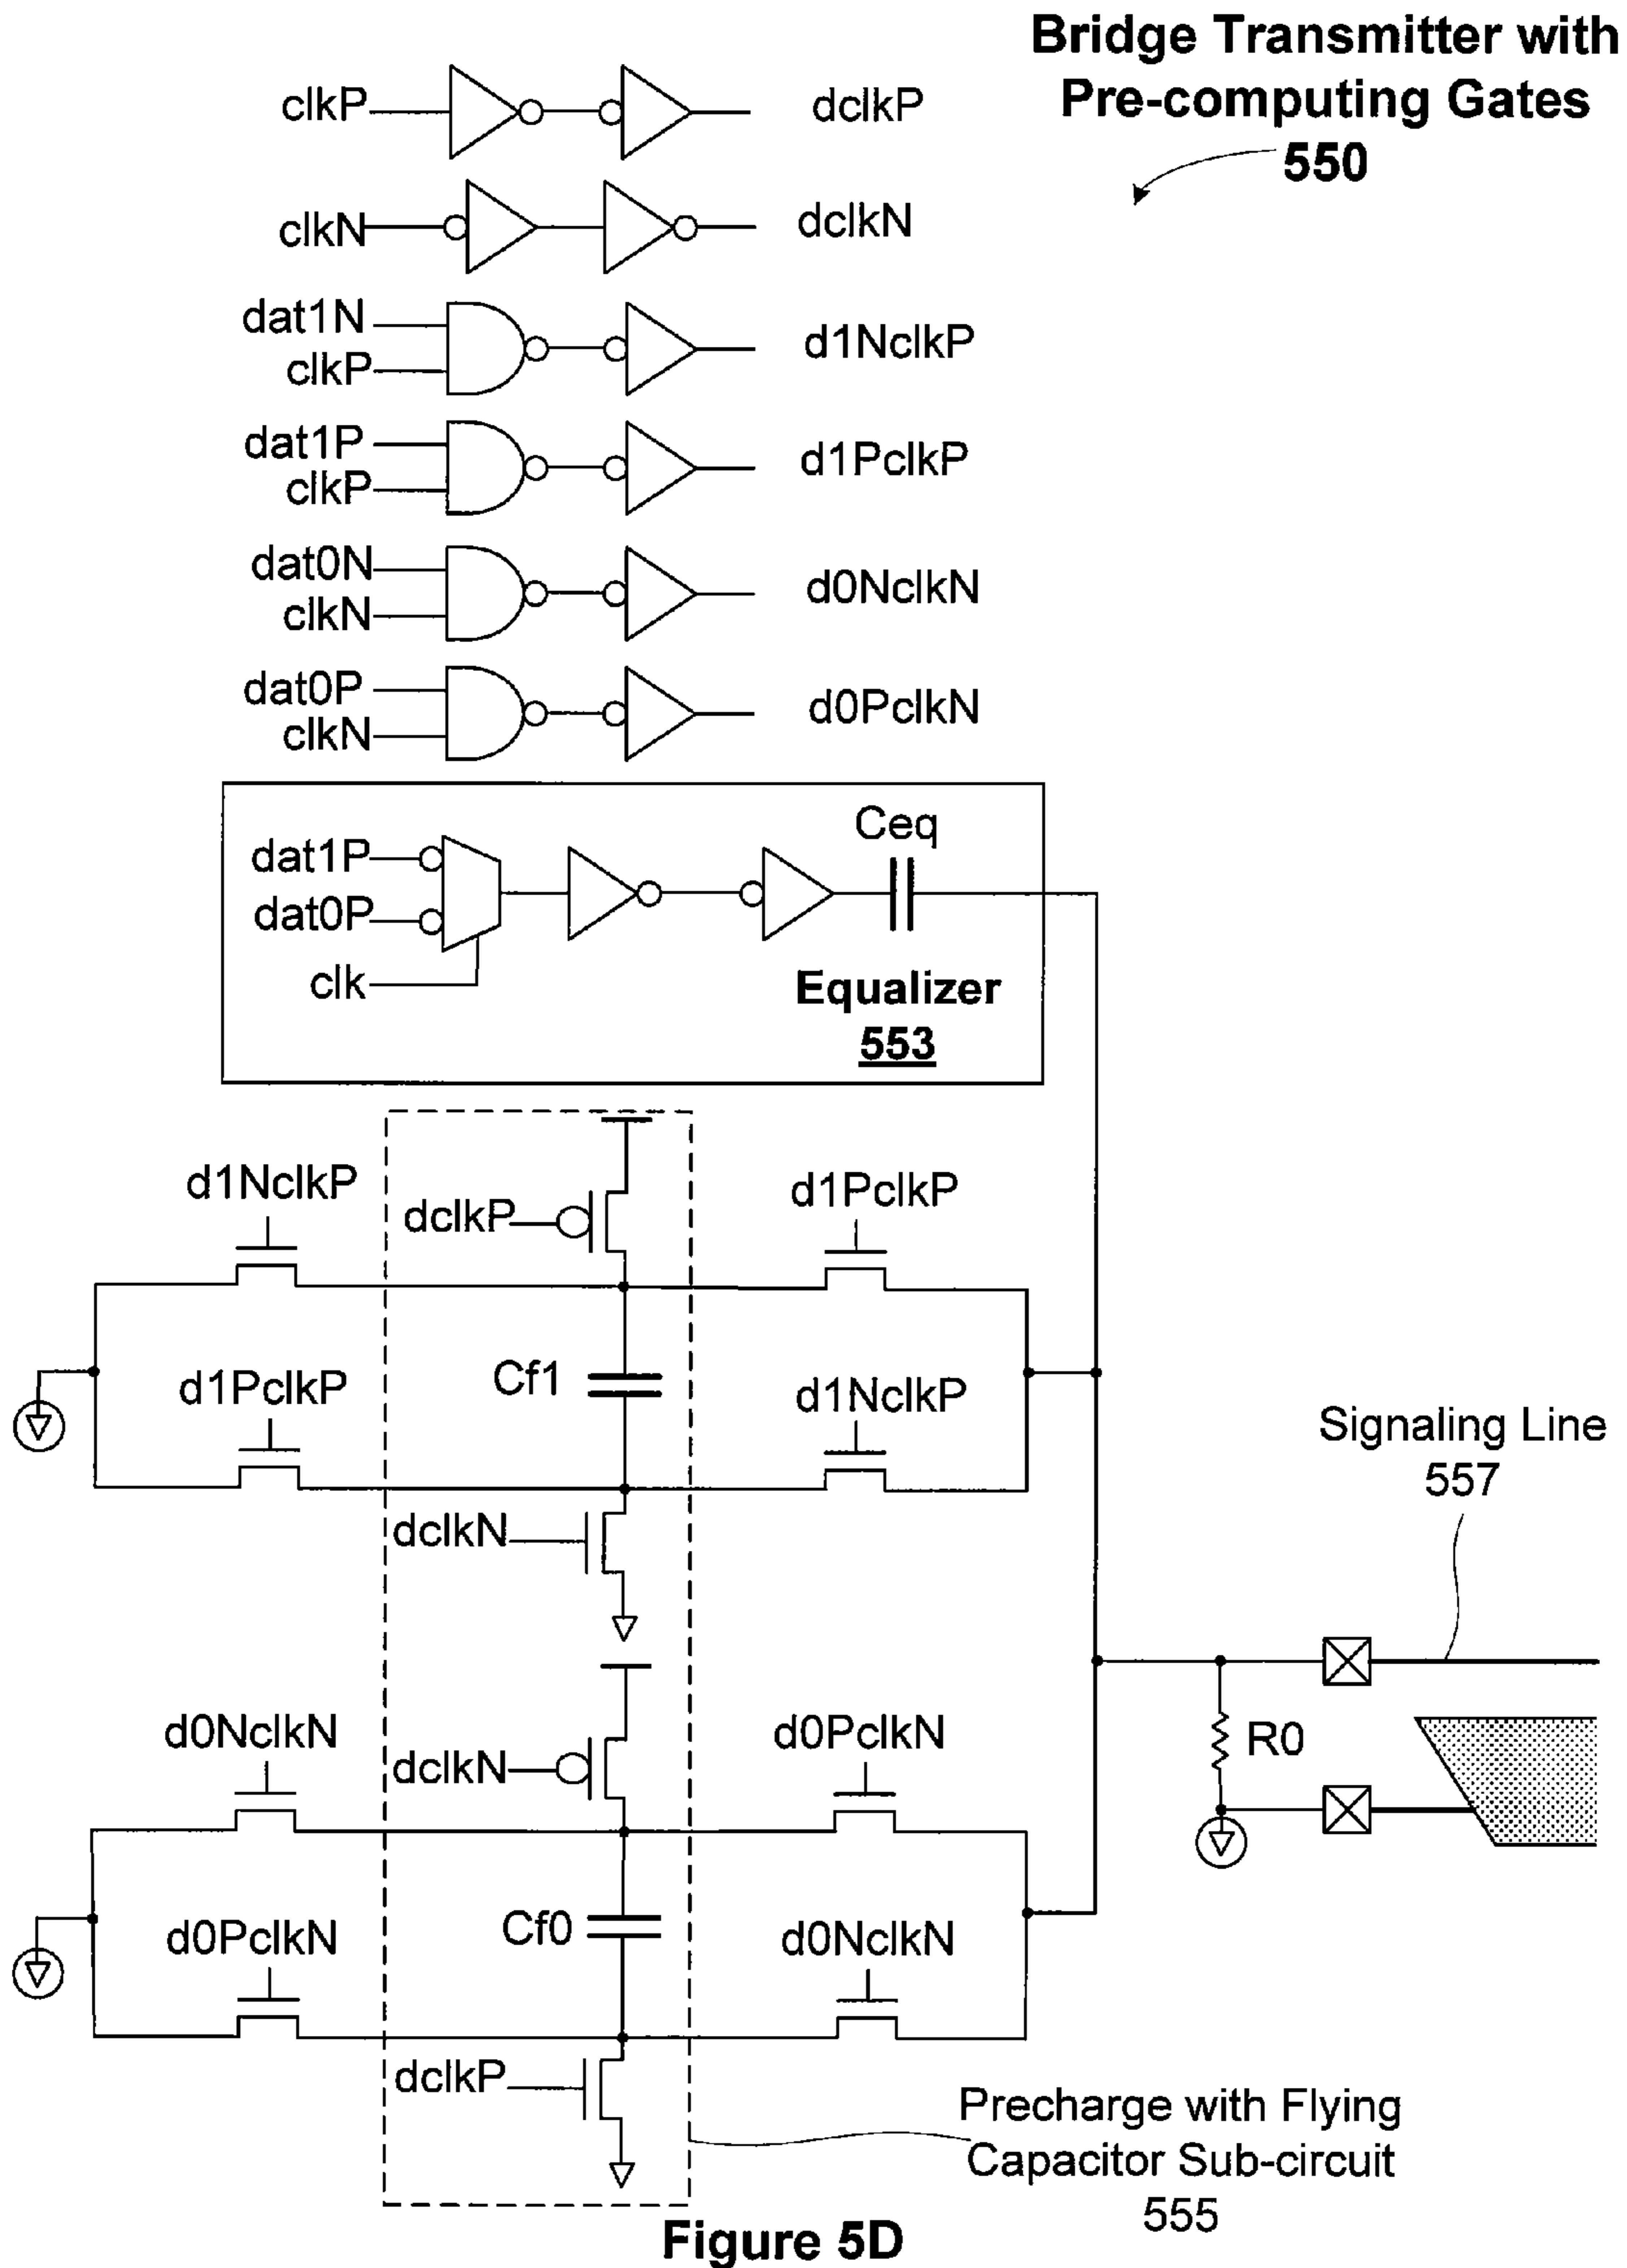 Bridge Transmitter with
Pre-computing Gates
550
clkP
dclkP
clkN
dclkN
dat1N
clkP
d1NclkP
dat1P
clkP
d1PclkP
dat0N
clkN
d0NclkN
dat0P
clkN
d0PclkN
Ceq
dat1P
dat0P
clk
Equalizer
553
d1NclkP
dclkP
d1PclkP
d1PclkP
Cf1
d1NclkP
dclkN
Signaling Line
557
d0NclkN
dclkN
d0PclkN
R0
d0PclkN
Cf0
d0NclkN
dclkP
Precharge with Flying
Capacitor Sub-circuit
555
Figure 5D